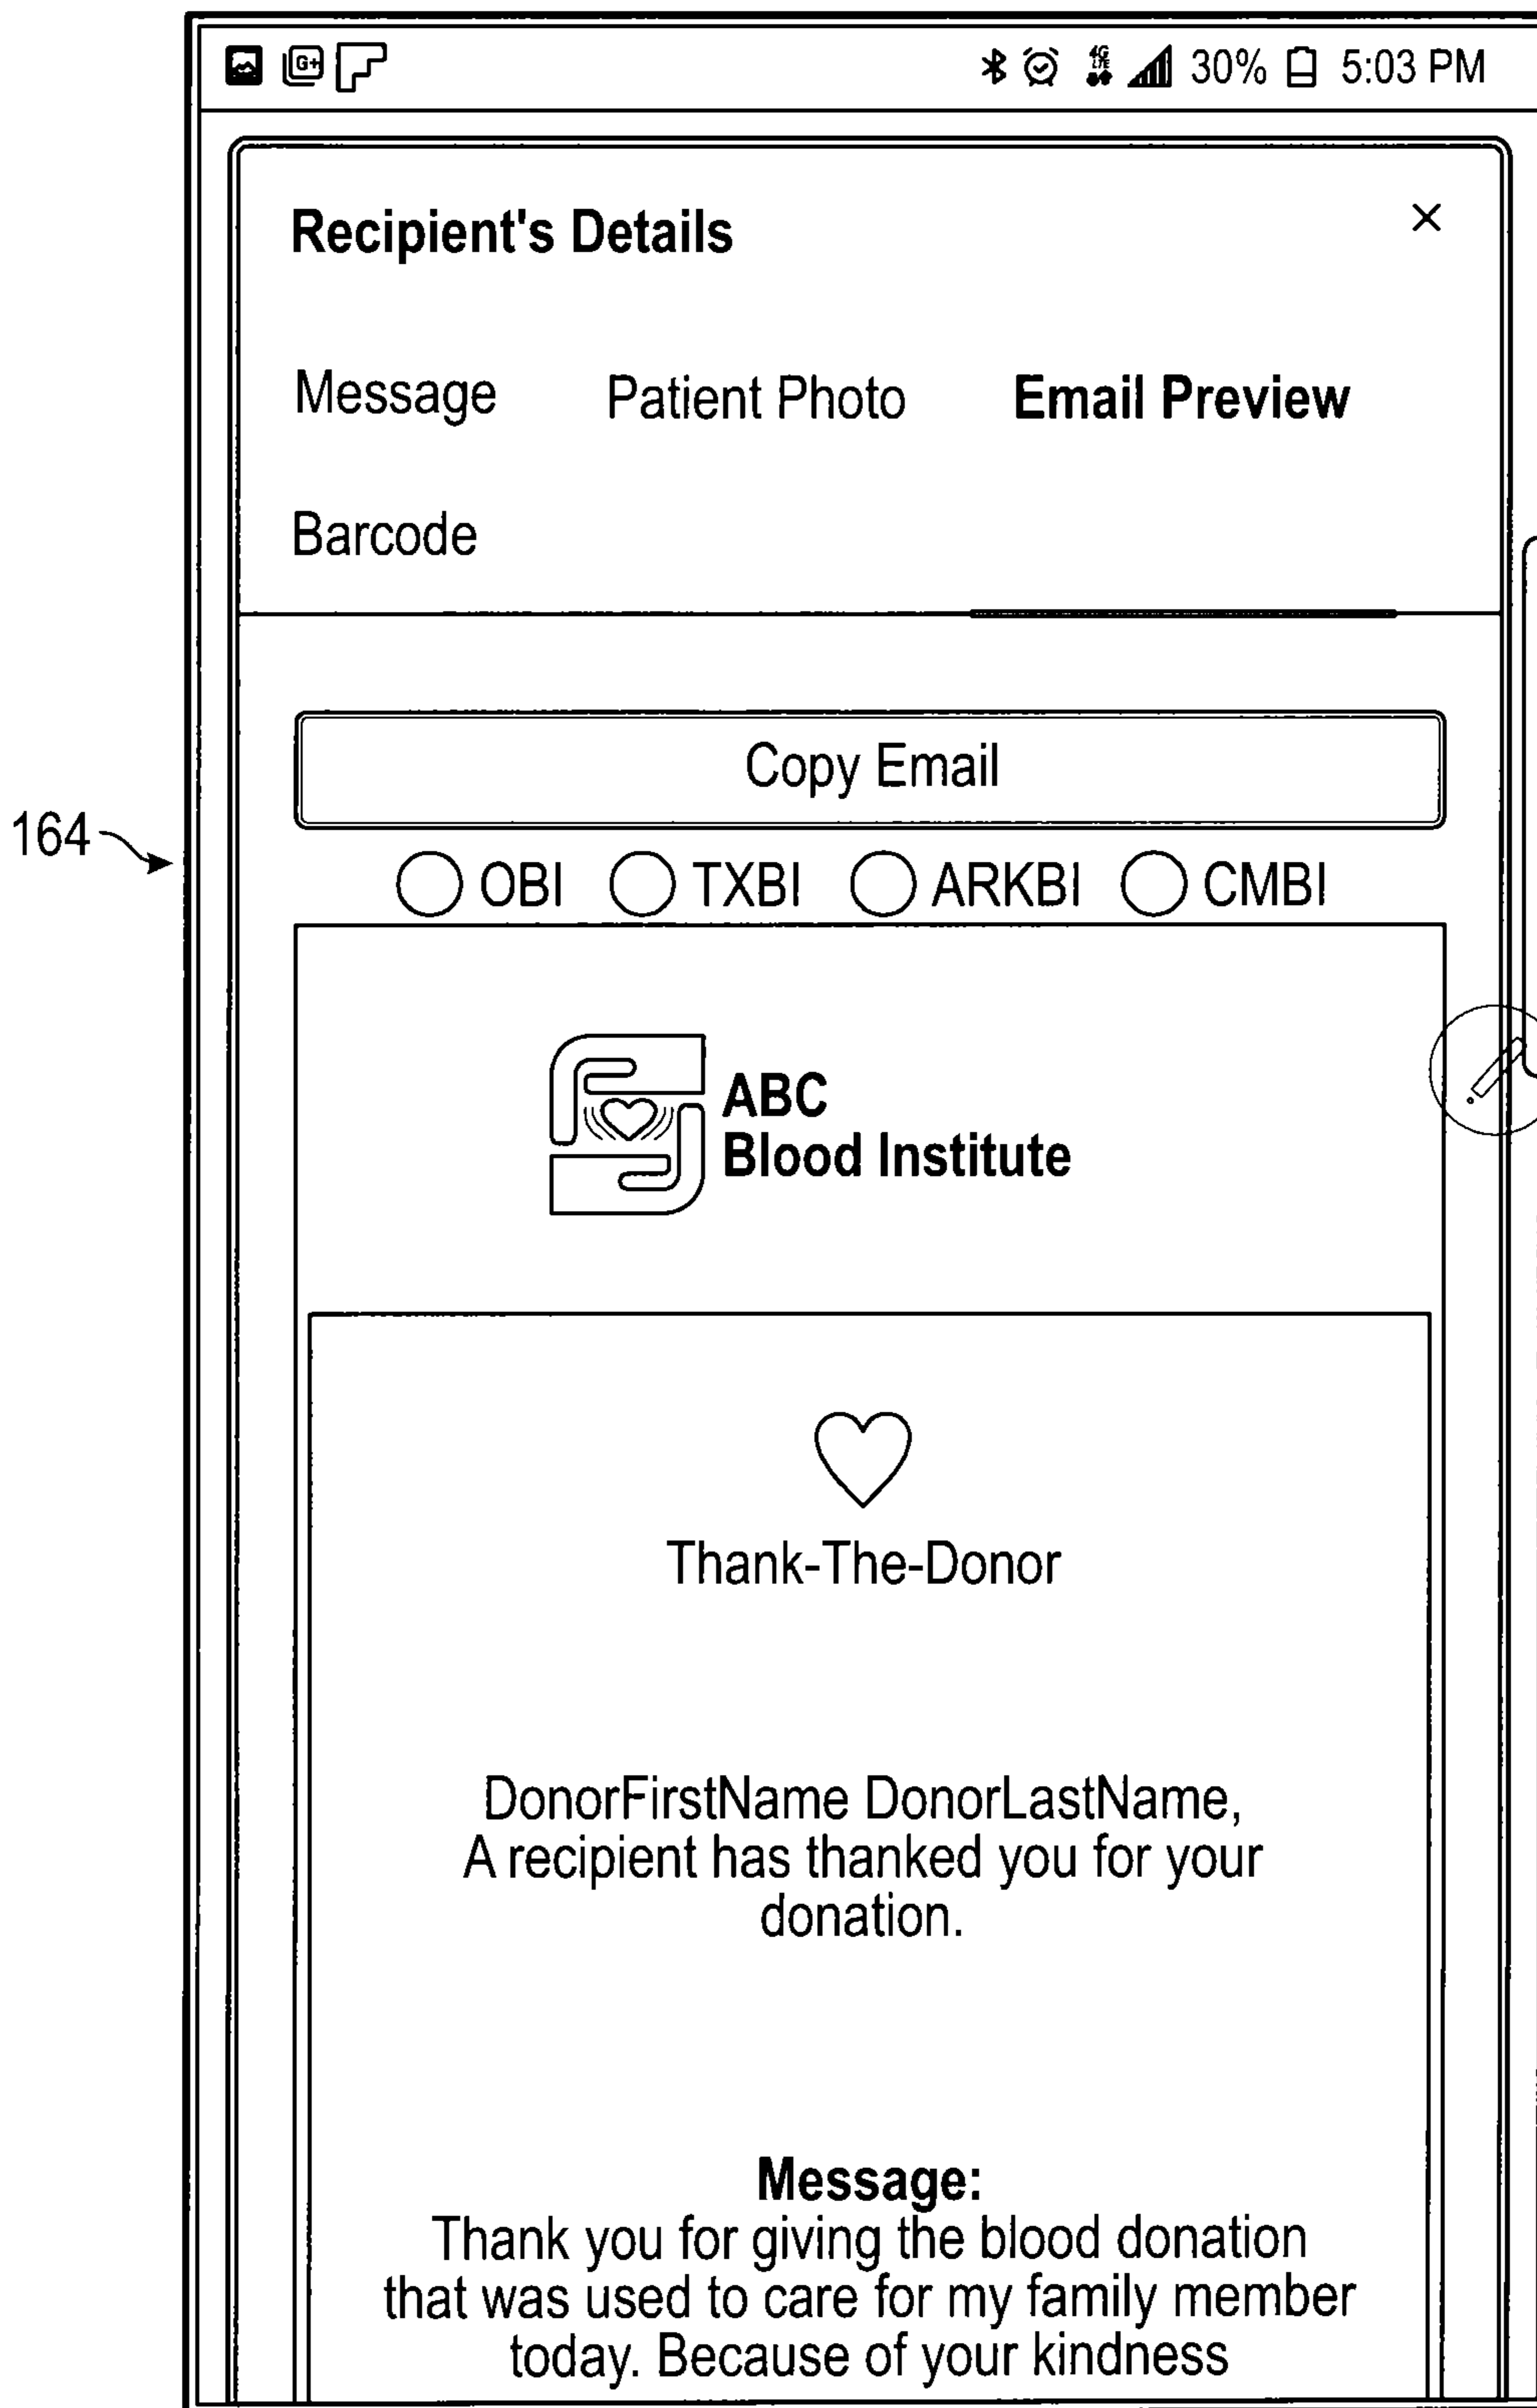 G+ 4G LTE 30% 5:03 PM
Recipient's Details ×
Message Patient Photo Email Preview
Barcode
Copy Email
164
OBI TXBI ARKBI CMBI
ABC
Blood Institute
Thank-The-Donor
DonorFirstName DonorLastName,
A recipient has thanked you for your
donation.
Message:
Thank you for giving the blood donation
that was used to care for my family member
today. Because of your kindness